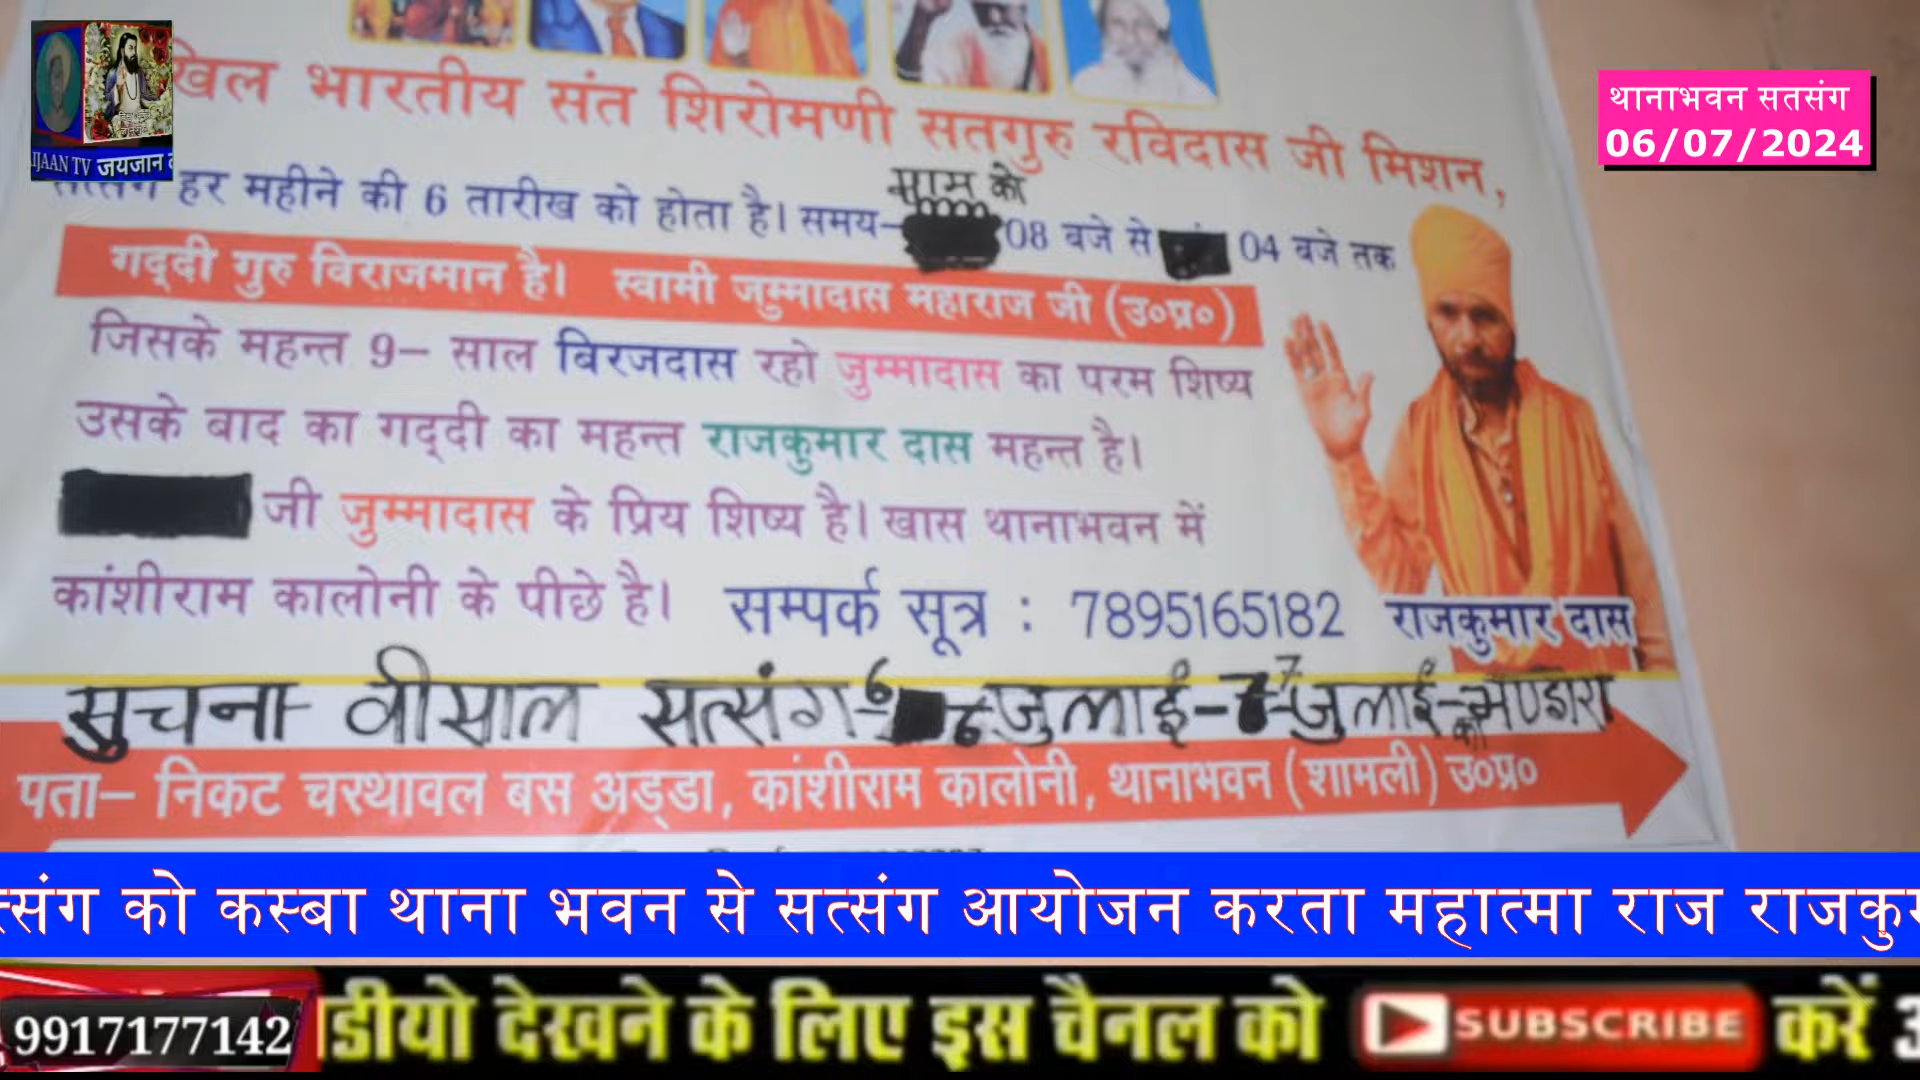 खिल भारतीय संत शिरोमणी सतगुरु रविदास जी मिशन,
थानाभवन सतसंग
06/07/2024
IJAAN TV जयजान
को
हर महीने की 6 तारीख को होता है। समय- 08 बजे से 04 बजे तक
गद्दी गुरु विराजमान है। स्वामी जुम्मादास महाराज जी (उ०प्र०)
जिसके महन्त 9- साल बिरजदास रहो जुम्मादास का परम शिष्य
उसके बाद का गद्दी का महन्त राजकुमार दास महन्त है।
जी जुम्मादास के प्रिय शिष्य है। खास थानाभवन में
कांशीराम कालोनी के पीछे है। सम्पर्क सूत्र : 7895165182 राजकुमार दास
सुचना वीसाल सत्संग-6 -जुलाई-7 जुलाई- को भण्डारा
पता- निकट चरथावल बस अड्डा, कांशीराम कालोनी, थानाभवन (शामली) उ०प्र०
त्संग को कस्बा थाना भवन से सत्संग आयोजन करता महात्मा राज राजकु
9917177142 डीयो देखने के लिए इस चैनल को SUBSCRIBE करें